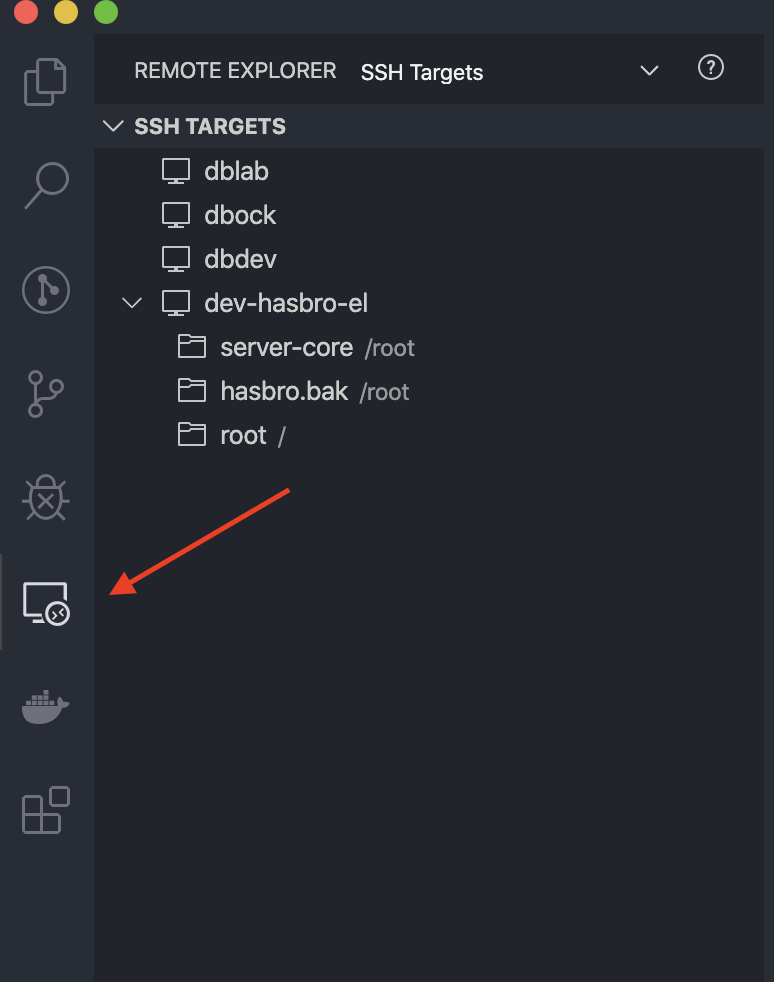 REMOTE EXPLORER SSH Targets
SSH TARGETS
dblab
dbock
dbdev
dev-hasbro-el
server-core /root
hasbro.bak /root
root /